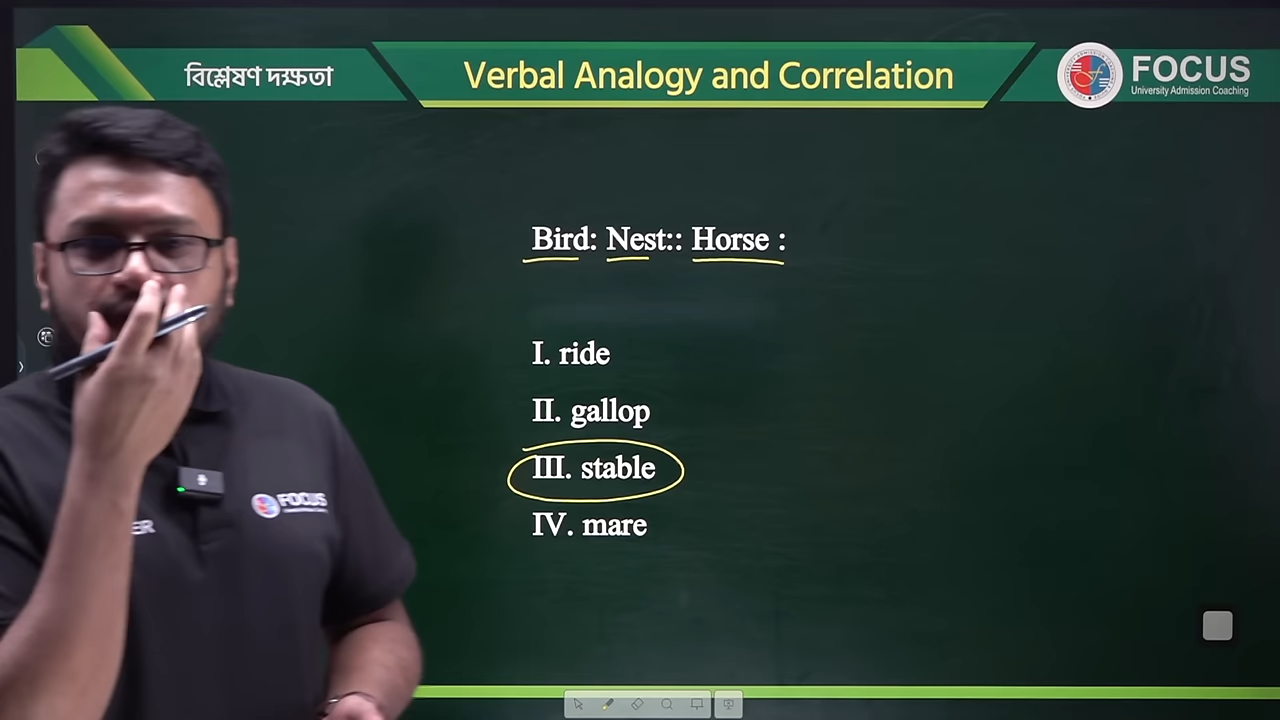 বিশ্লেষণ দক্ষতা
Verbal Analogy and Correlation
FOCUS
University Admission Coaching
Bird: Nest:: Horse :
I. ride
II. gallop
III. stable
IV. mare
FOCUS
ER